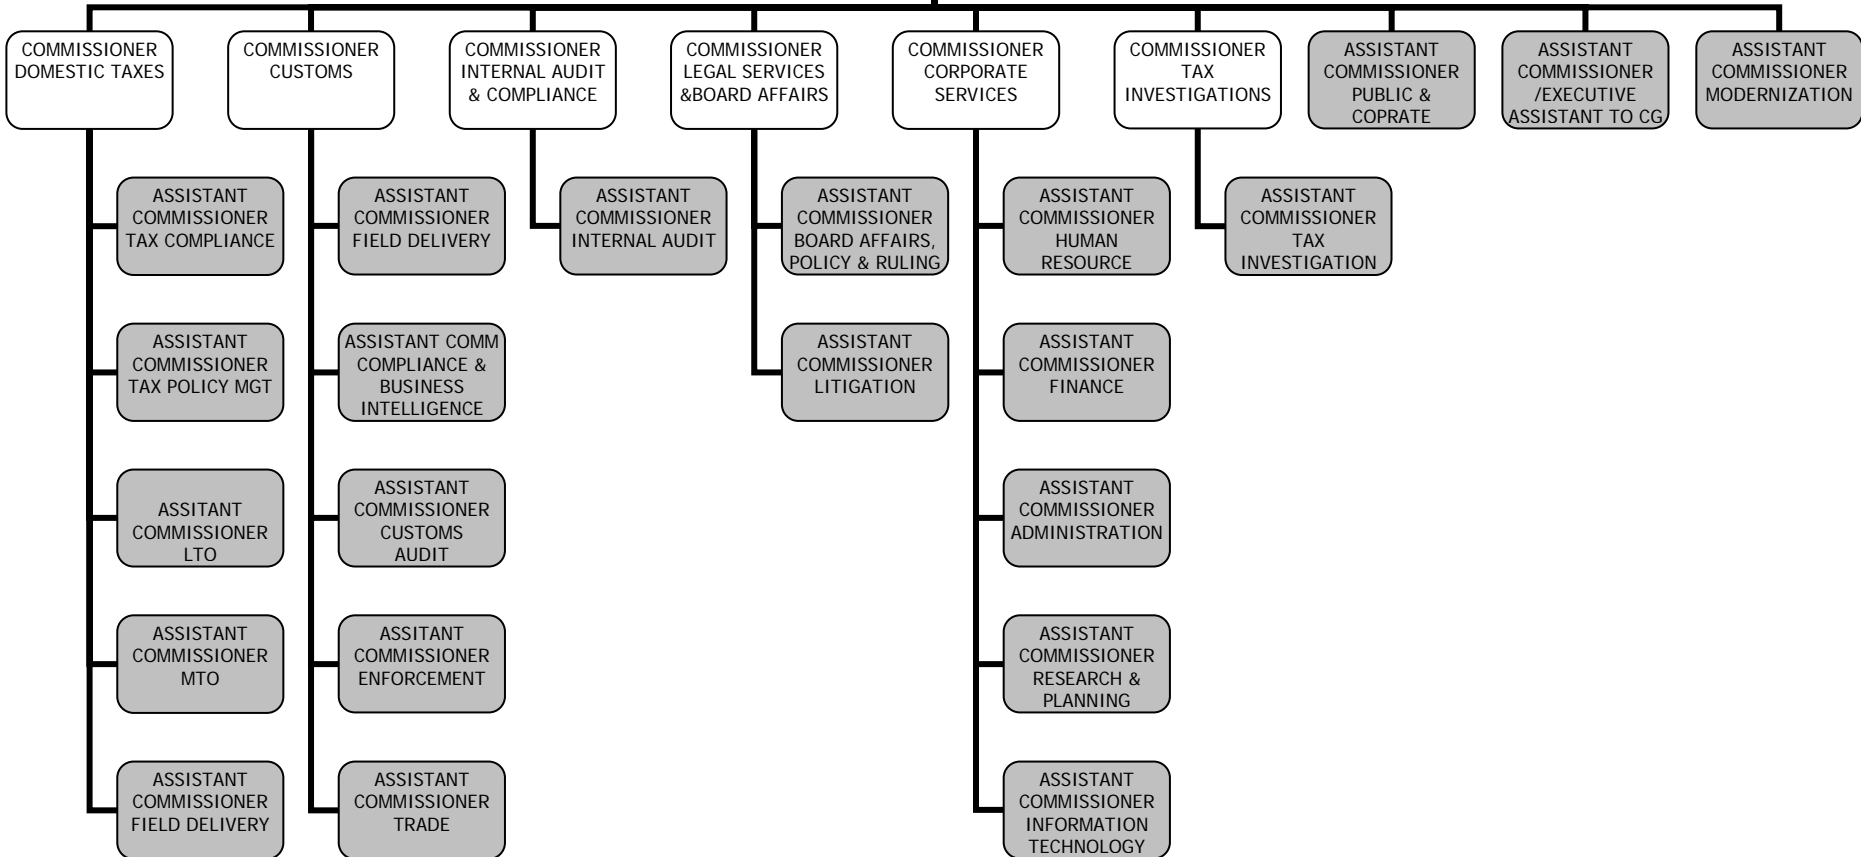 COMMISSIONER
DOMESTIC TAXES
COMMISSIONER
CUSTOMS
COMMISSIONER
INTERNAL AUDIT
& COMPLIANCE
COMMISSIONER
LEGAL SERVICES
&BOARD AFFAIRS
COMMISSIONER
CORPORATE
SERVICES
COMMISSIONER
TAX
INVESTIGATIONS
ASSISTANT
COMMISSIONER
PUBLIC &
COPRATE
ASSISTANT
COMMISSIONER
/EXECUTIVE
ASSISTANT TO CG
ASSISTANT
COMMISSIONER
MODERNIZATION
ASSISTANT
COMMISSIONER
TAX COMPLIANCE
ASSISTANT
COMMISSIONER
FIELD DELIVERY
ASSISTANT
COMMISSIONER
INTERNAL AUDIT
ASSISTANT
COMMISSIONER
BOARD AFFAIRS,
POLICY & RULING
ASSISTANT
COMMISSIONER
HUMAN
RESOURCE
ASSISTANT
COMMISSIONER
TAX
INVESTIGATION
ASSISTANT
COMMISSIONER
TAX POLICY MGT
ASSISTANT COMM
COMPLIANCE &
BUSINESS
INTELLIGENCE
ASSISTANT
COMMISSIONER
LITIGATION
ASSISTANT
COMMISSIONER
FINANCE
ASSITANT
COMMISSIONER
LTO
ASSISTANT
COMMISSIONER
CUSTOMS
AUDIT
ASSISTANT
COMMISSIONER
ADMINISTRATION
ASSISTANT
COMMISSIONER
MTO
ASSITANT
COMMISSIONER
ENFORCEMENT
ASSISTANT
COMMISSIONER
RESEARCH &
PLANNING
ASSISTANT
COMMISSIONER
FIELD DELIVERY
ASSISTANT
COMMISSIONER
TRADE
ASSISTANT
COMMISSIONER
INFORMATION
TECHNOLOGY